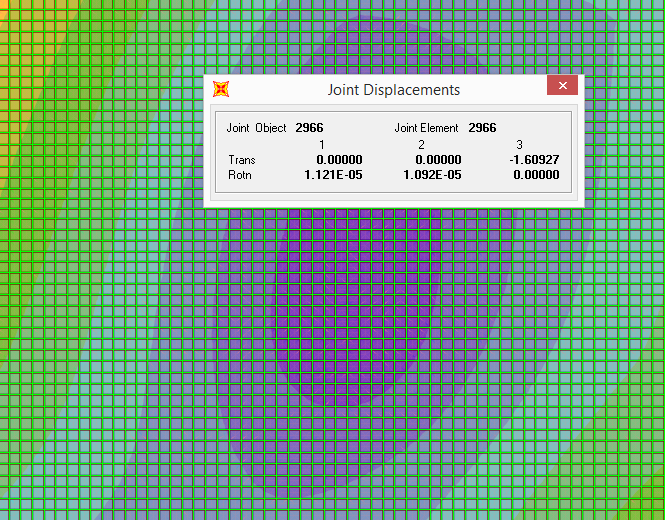 Joint Displacements
Joint Object 2966 Joint Element 2966
1 2 3
Trans 0.00000 0.00000 -1.60927
Rotn 1.121E-05 1.092E-05 0.00000